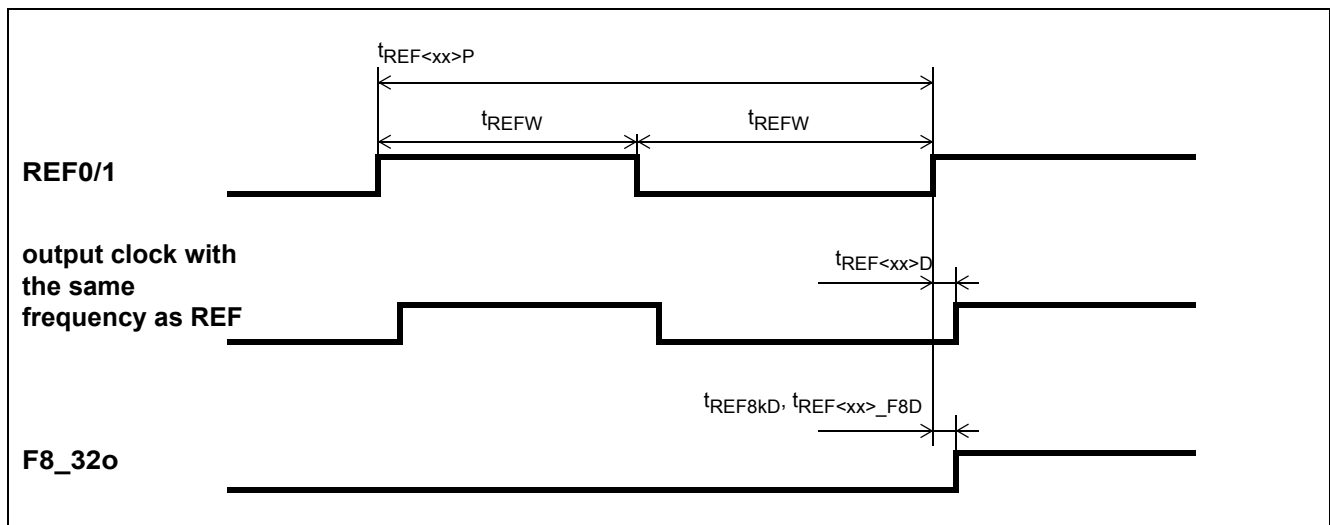 tREF<xx>P
tREFW tREFW
REF0/1
output clock with
the same
frequency as REF
tREF<xx>D
tREF8kD, tREF<xx>_F8D
F8_32o